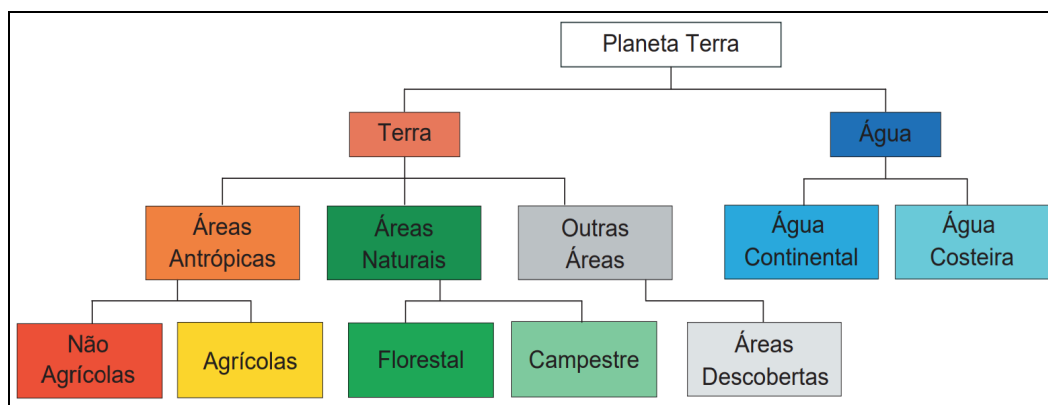 Planeta Terra
Terra
Água
Áreas
Antrópicas
Áreas
Naturais
Outras
Áreas
Água
Continental
Água
Costeira
Não
Agrícolas
Agrícolas
Florestal
Campestre
Áreas
Descobertas